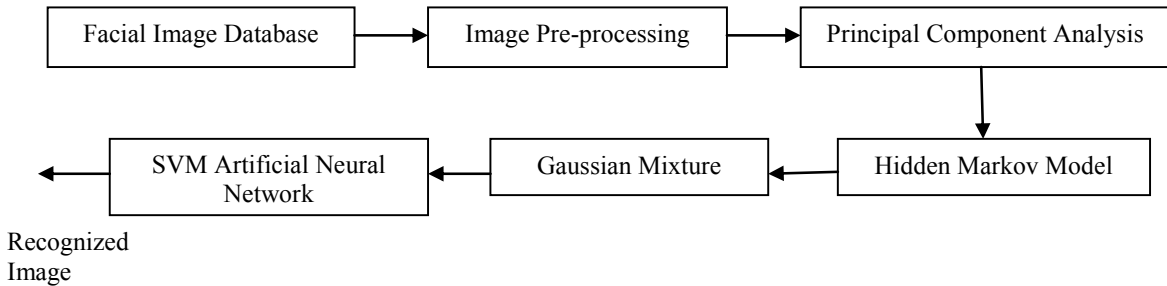 Facial Image Database
Image Pre-processing
Principal Component Analysis
Hidden Markov Model
Gaussian Mixture
SVM Artificial Neural
Network
Recognized
Image